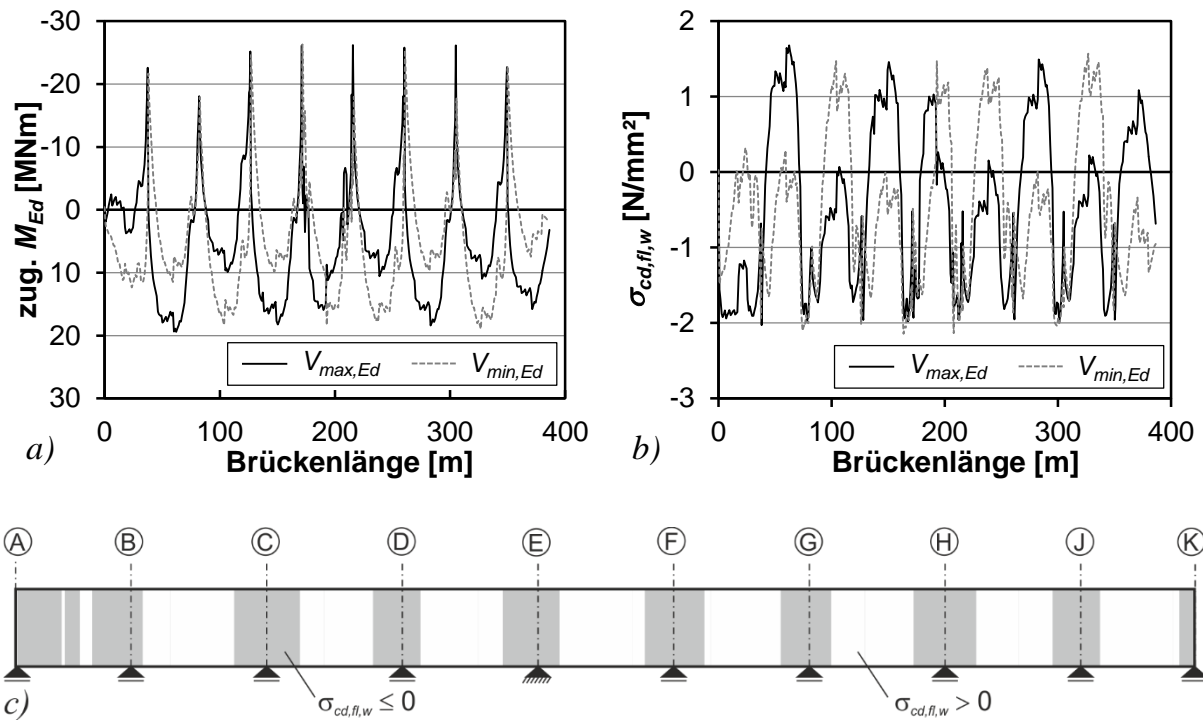 -30
-20
-10
0
10
20
30
zug. M_Ed [MNm]
V_max,Ed
V_min,Ed
0 100 200 300 400
a)
Brückenlänge [m]
2
1
0
-1
-2
-3
σ_cd,fl,w [N/mm²]
V_max,Ed
V_min,Ed
0 100 200 300 400
b)
Brückenlänge [m]
A B C D E F G H J K
c)
σ_cd,fl,w ≤ 0
σ_cd,fl,w > 0